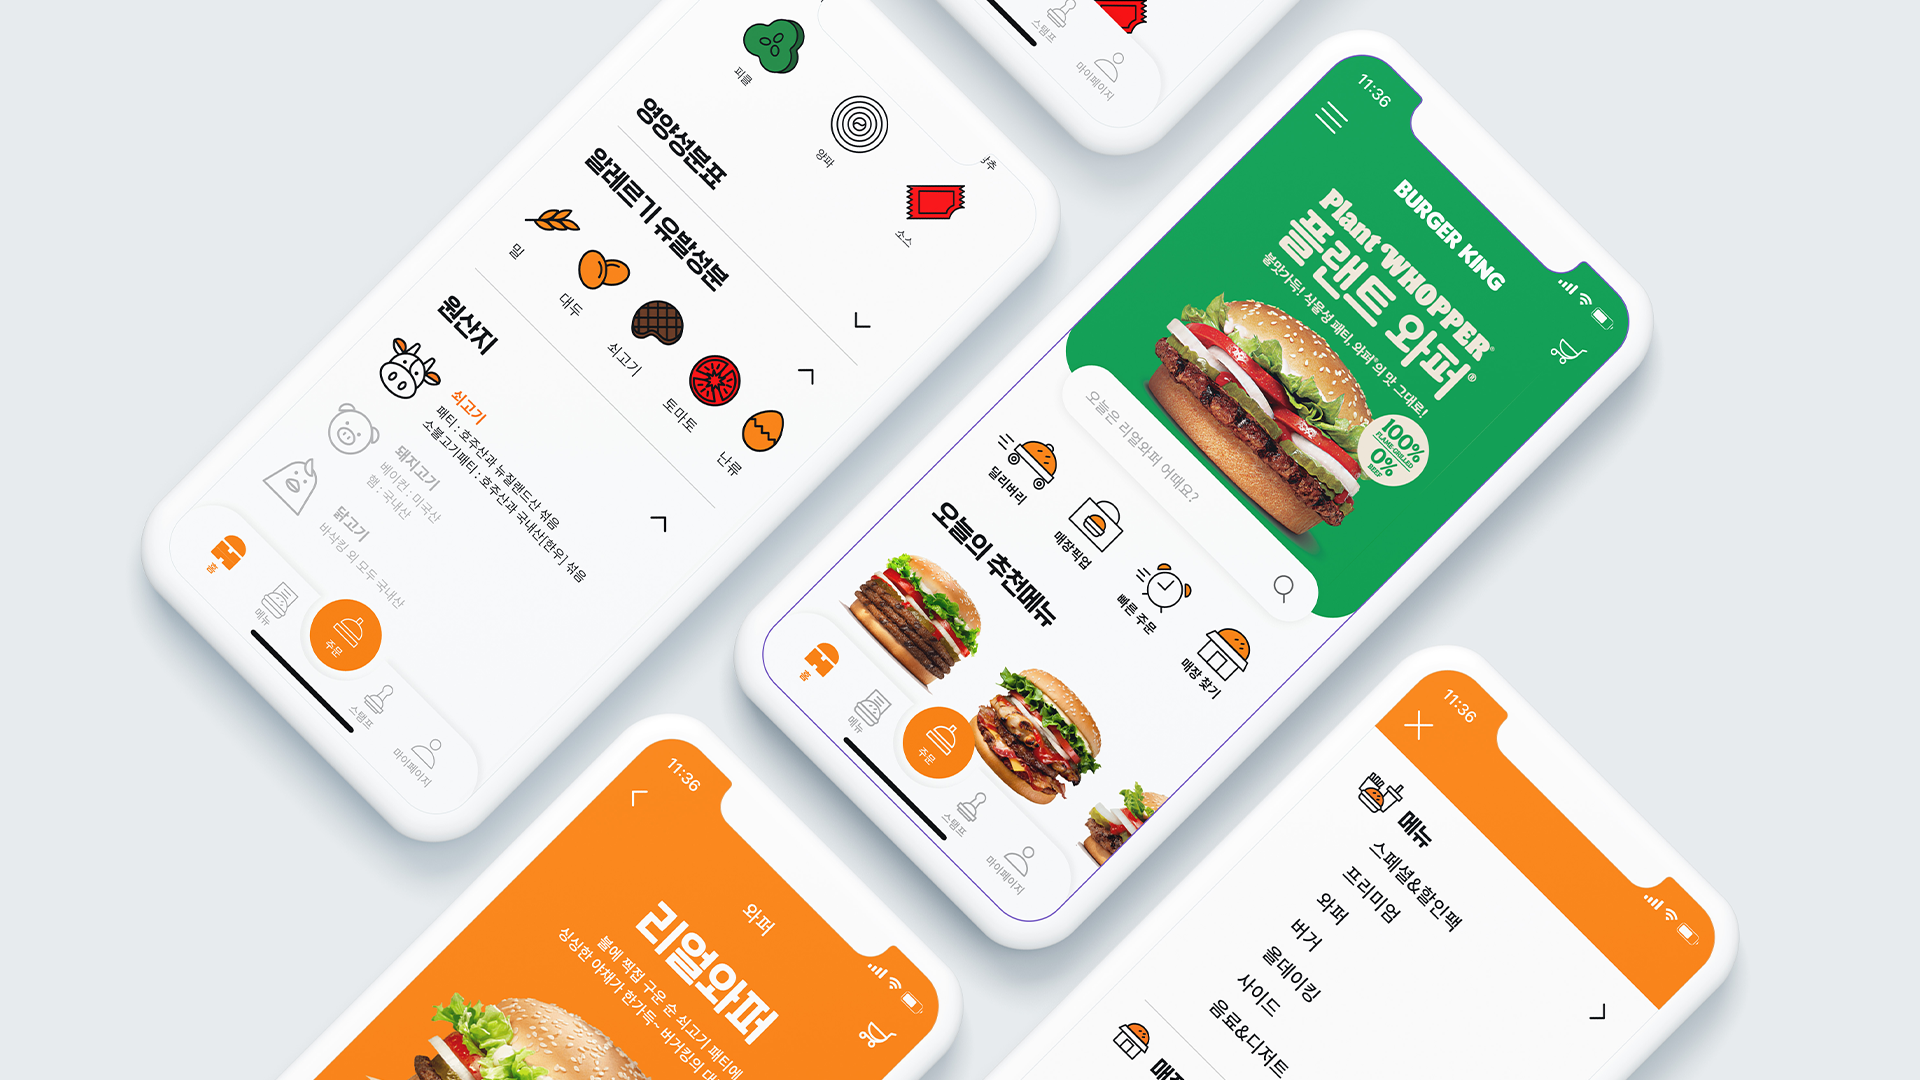 피클
양파
소스
영양성분표
알레르기 유발성분
밀
대두
쇠고기
토마토
난류
원산지
쇠고기
패티 : 호주산과 뉴질랜드산 섞음
소불고기패티 : 호주산과 국내산[한우] 섞음
돼지고기
베이컨 : 미국산
햄 : 국내산
닭고기
바삭킹 외 모두 국내산
홈
메뉴
주문
스탬프
마이페이지
스탬프
마이페이지
11:36
BURGER KING
Plant WHOPPER®
플랜트 와퍼®
불맛가득! 식물성 패티, 와퍼®의 맛 그대로!
100%
FLAME-GRILLED
0%
BEEF
오늘은 리얼와퍼 어때요?
딜리버리
매장픽업
빠른 주문
매장 찾기
오늘의 추천메뉴
홈
메뉴
주문
스탬프
마이페이지
11:36
와퍼
리얼와퍼
불에 찍접 구운 순 쇠고기 패티에
싱싱한 야채가 한가득~ 버거킹의
11:36
메뉴
스페셜&할인팩
프리미엄
와퍼
버거
올데이킹
사이드
음료&디저트